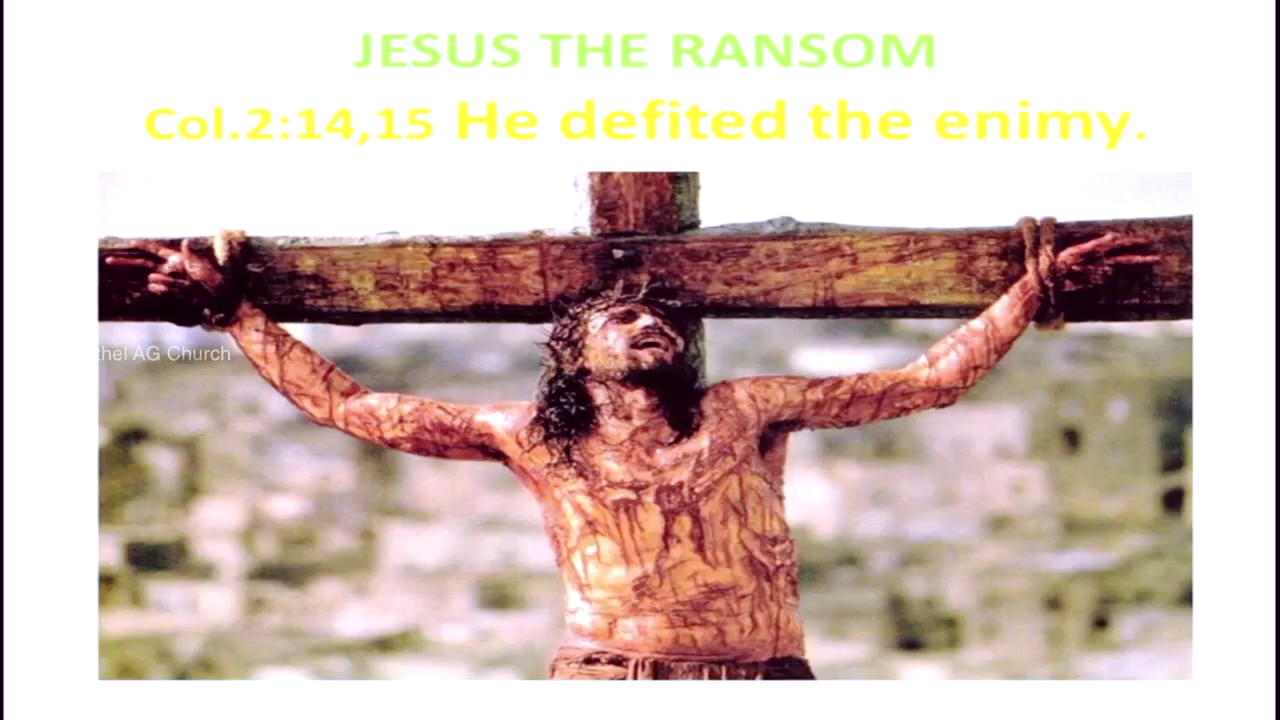 JESUS THE RANSOM
Col.2:14,15 He defited the enimy.
thel AG Church